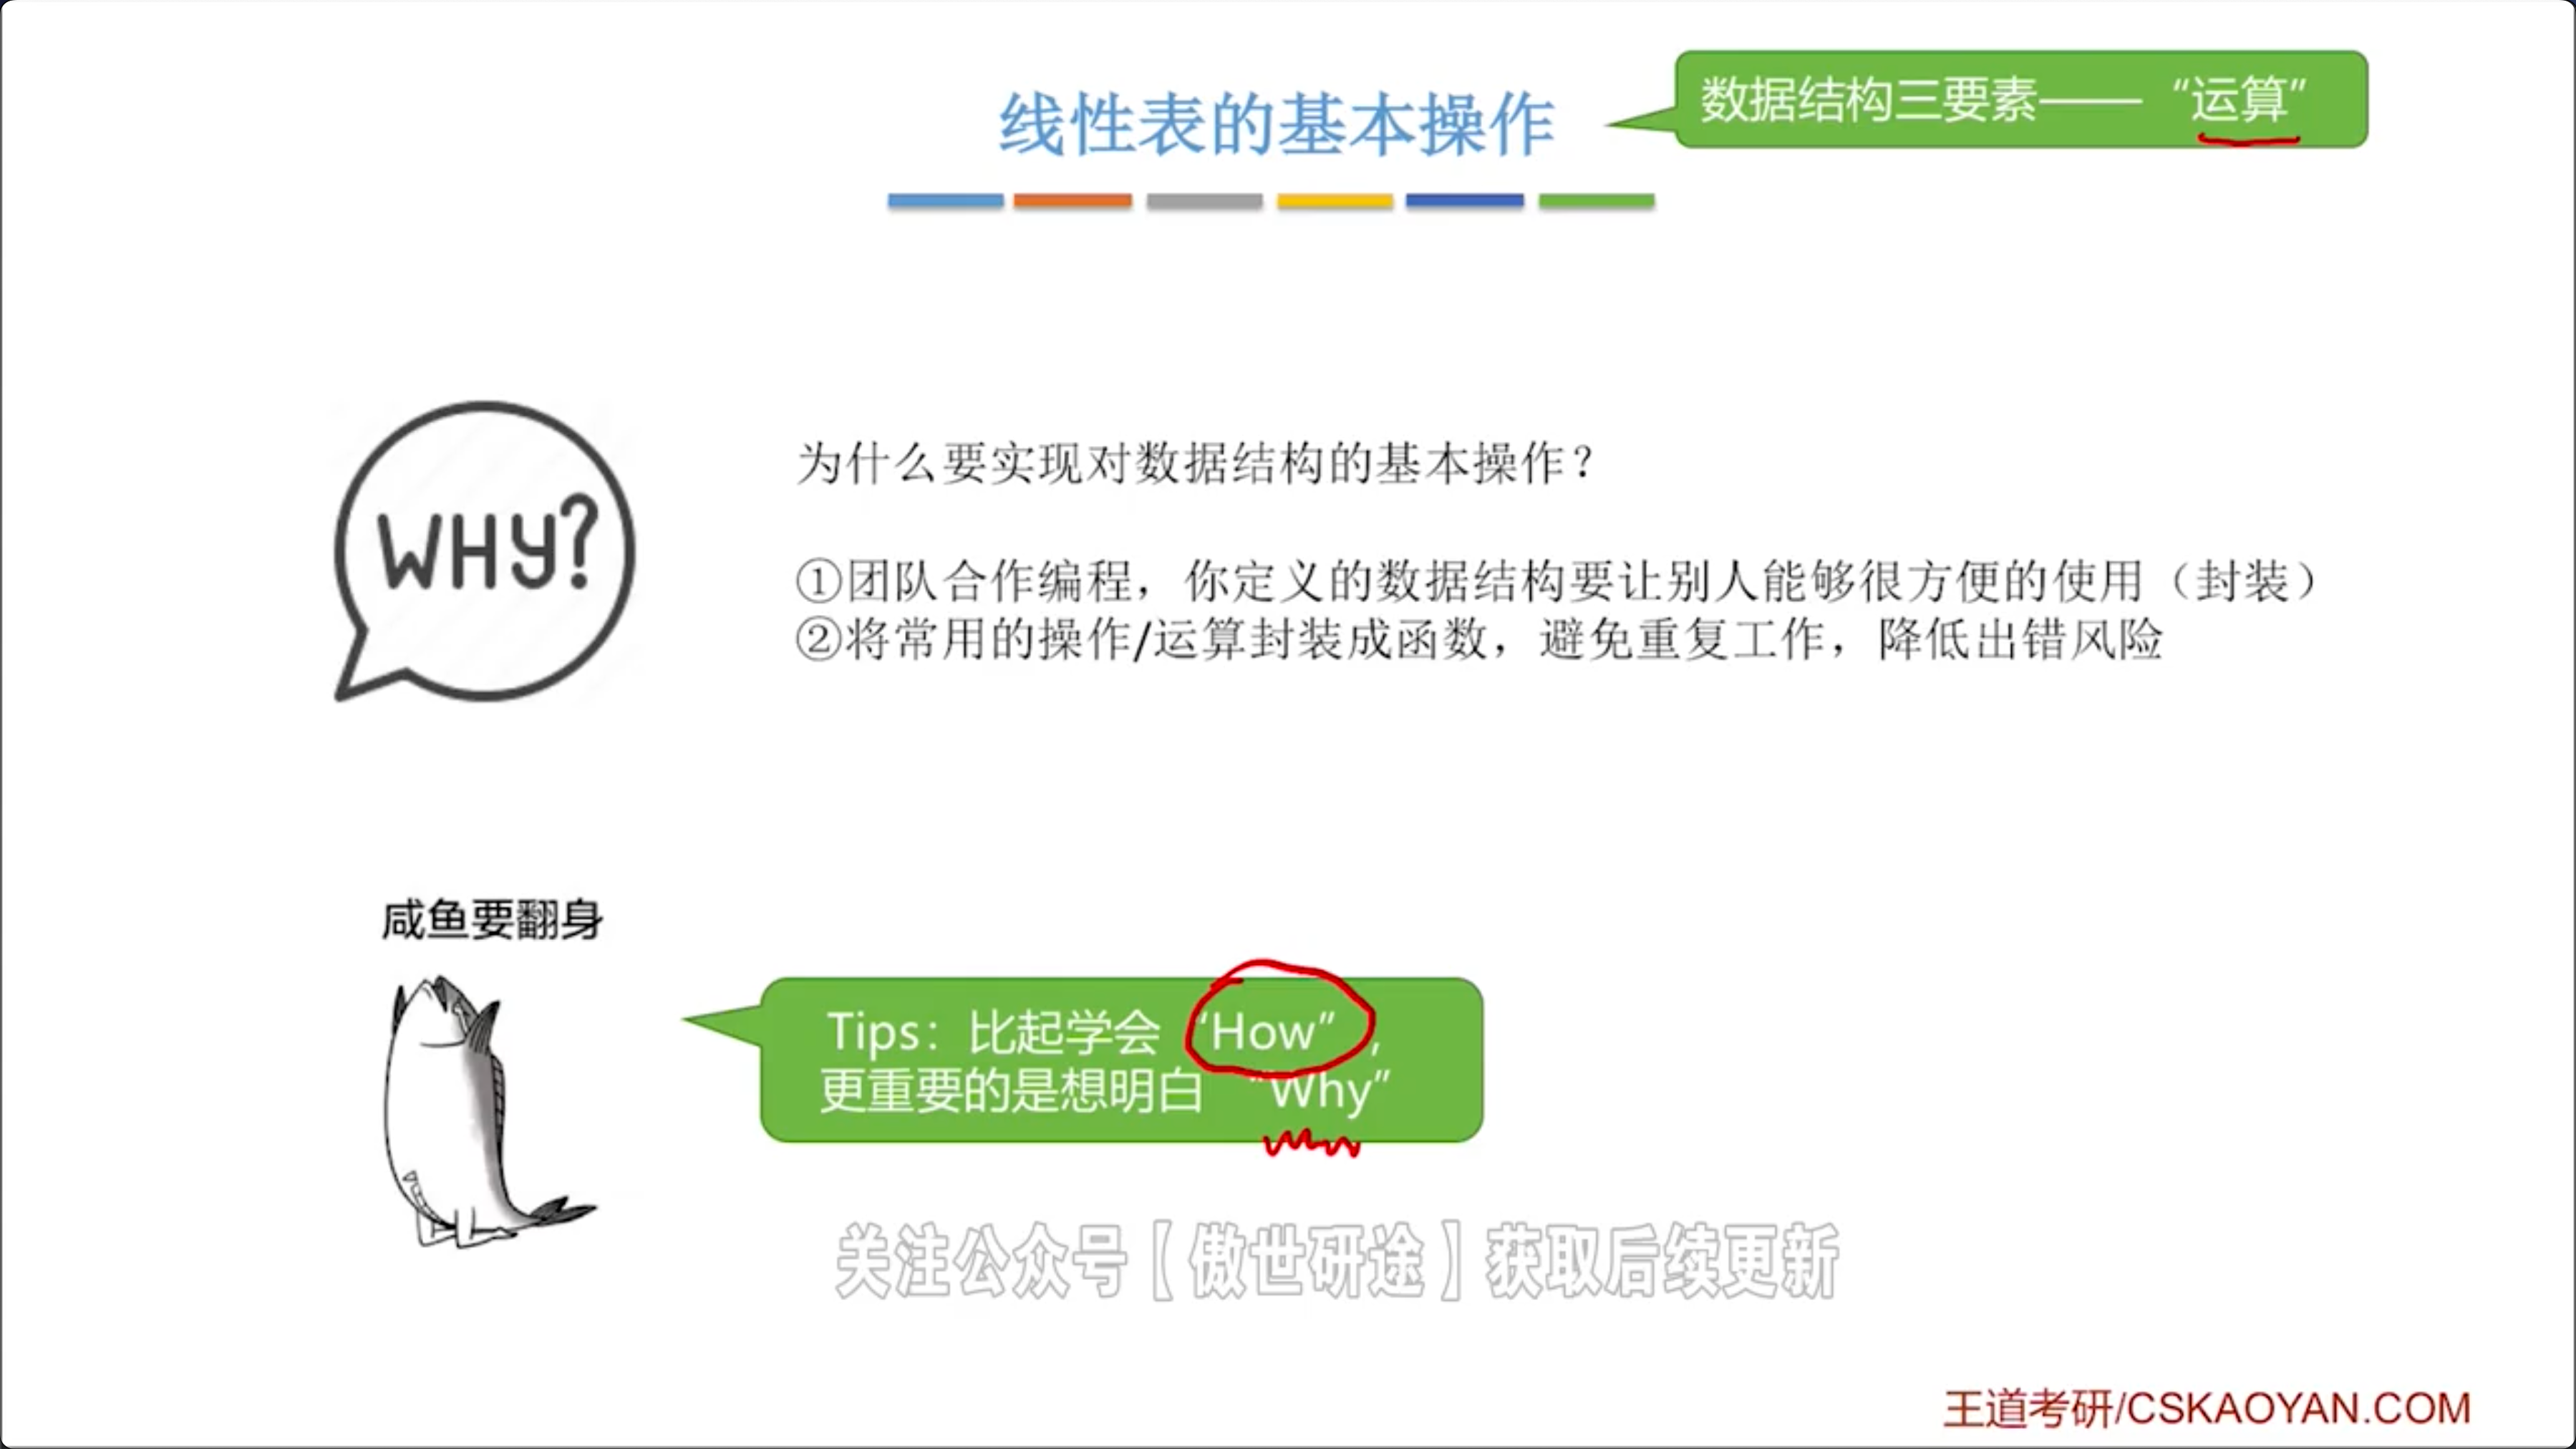 线性表的基本操作
数据结构三要素——“运算”
WHY?
为什么要实现对数据结构的基本操作？
①团队合作编程，你定义的数据结构要让别人能够很方便的使用（封装）
②将常用的操作/运算封装成函数，避免重复工作，降低出错风险
咸鱼要翻身
Tips：比起学会“How”，
更重要的是想明白“Why”
关注公众号【傲世研途】获取后续更新
王道考研/CSKAOYAN.COM